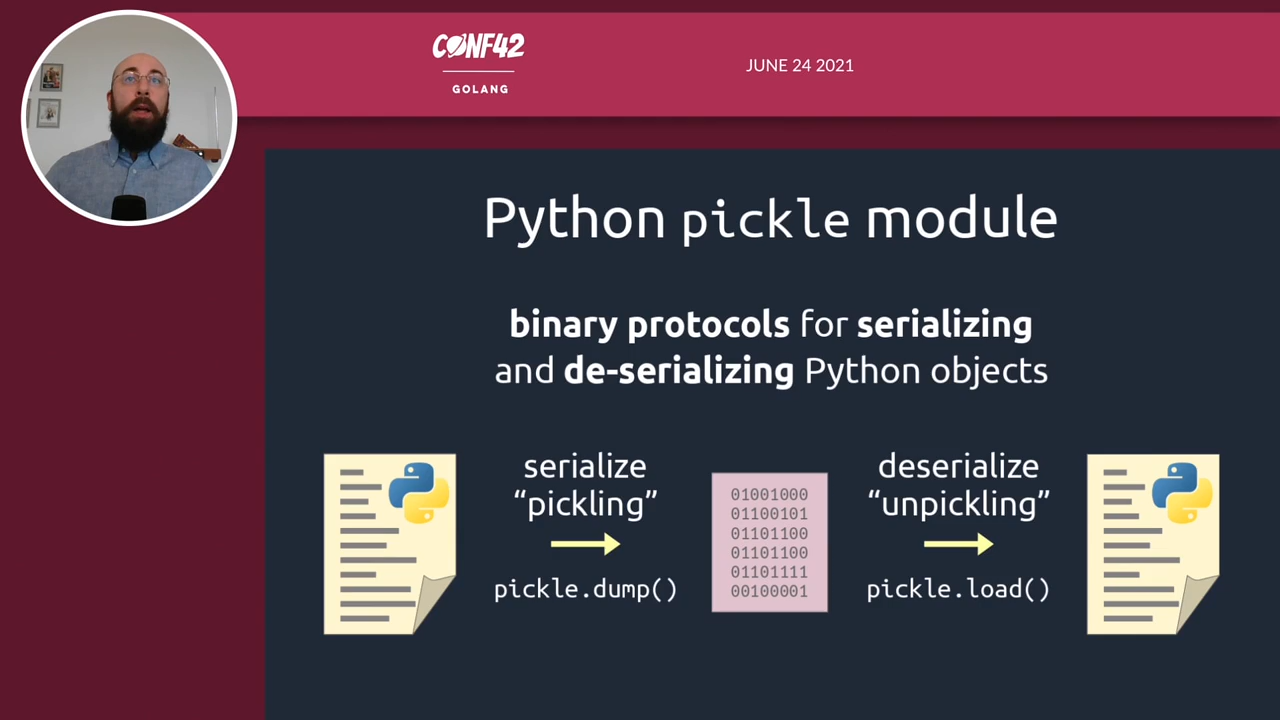 CONF42
GOLANG
JUNE 24 2021
Python pickle module
binary protocols for serializing
and de-serializing Python objects
serialize
“pickling”
pickle.dump()
01001000
01100101
01101100
01101100
01101111
00100001
deserialize
“unpickling”
pickle.load()